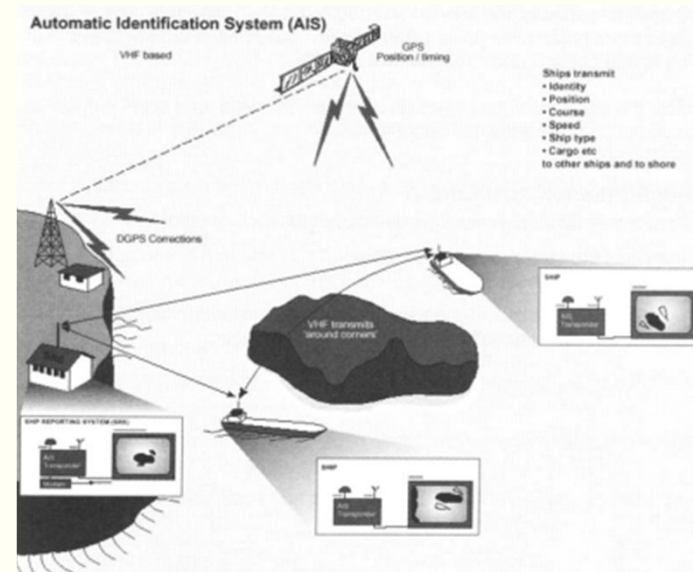 Automatic Identification System (AIS)
VHF based
GPS
Position / timing
Ships transmit
• Identity
• Position
• Course
• Speed
• Ship type
• Cargo etc
to other ships and to shore
DGPS Corrections
VHF transmits
'around corners'
SHIP
AIS
Transponder
SHIP REPORTING SYSTEM (SRS)
AIS
Transponder
Modem
SHIP
AIS
Transponder